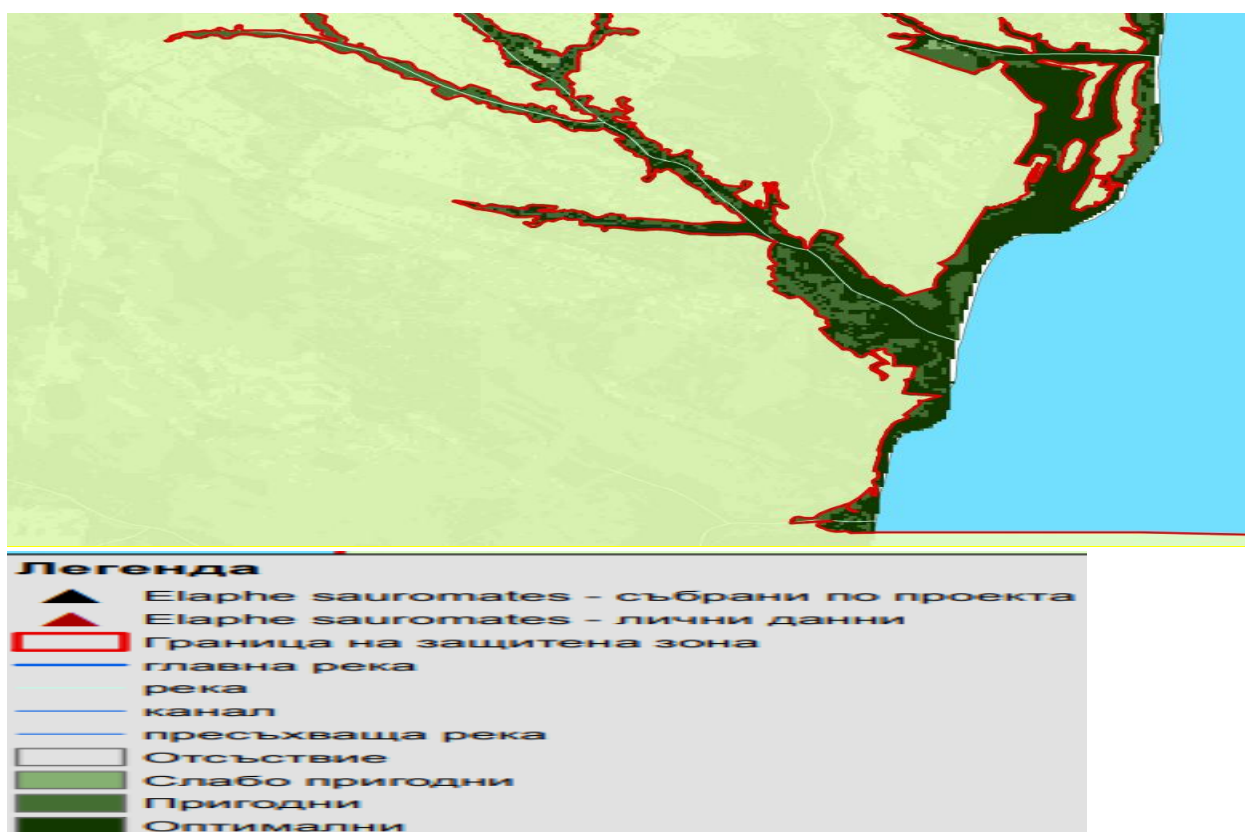 Легенда
Elaphe sauromates - събрани по проекта
Elaphe sauromates - лични данни
Граница на защитена зона
главна река
река
канал
пресъхваща река
Отсъствие
Слабо пригодни
Пригодни
Оптимални